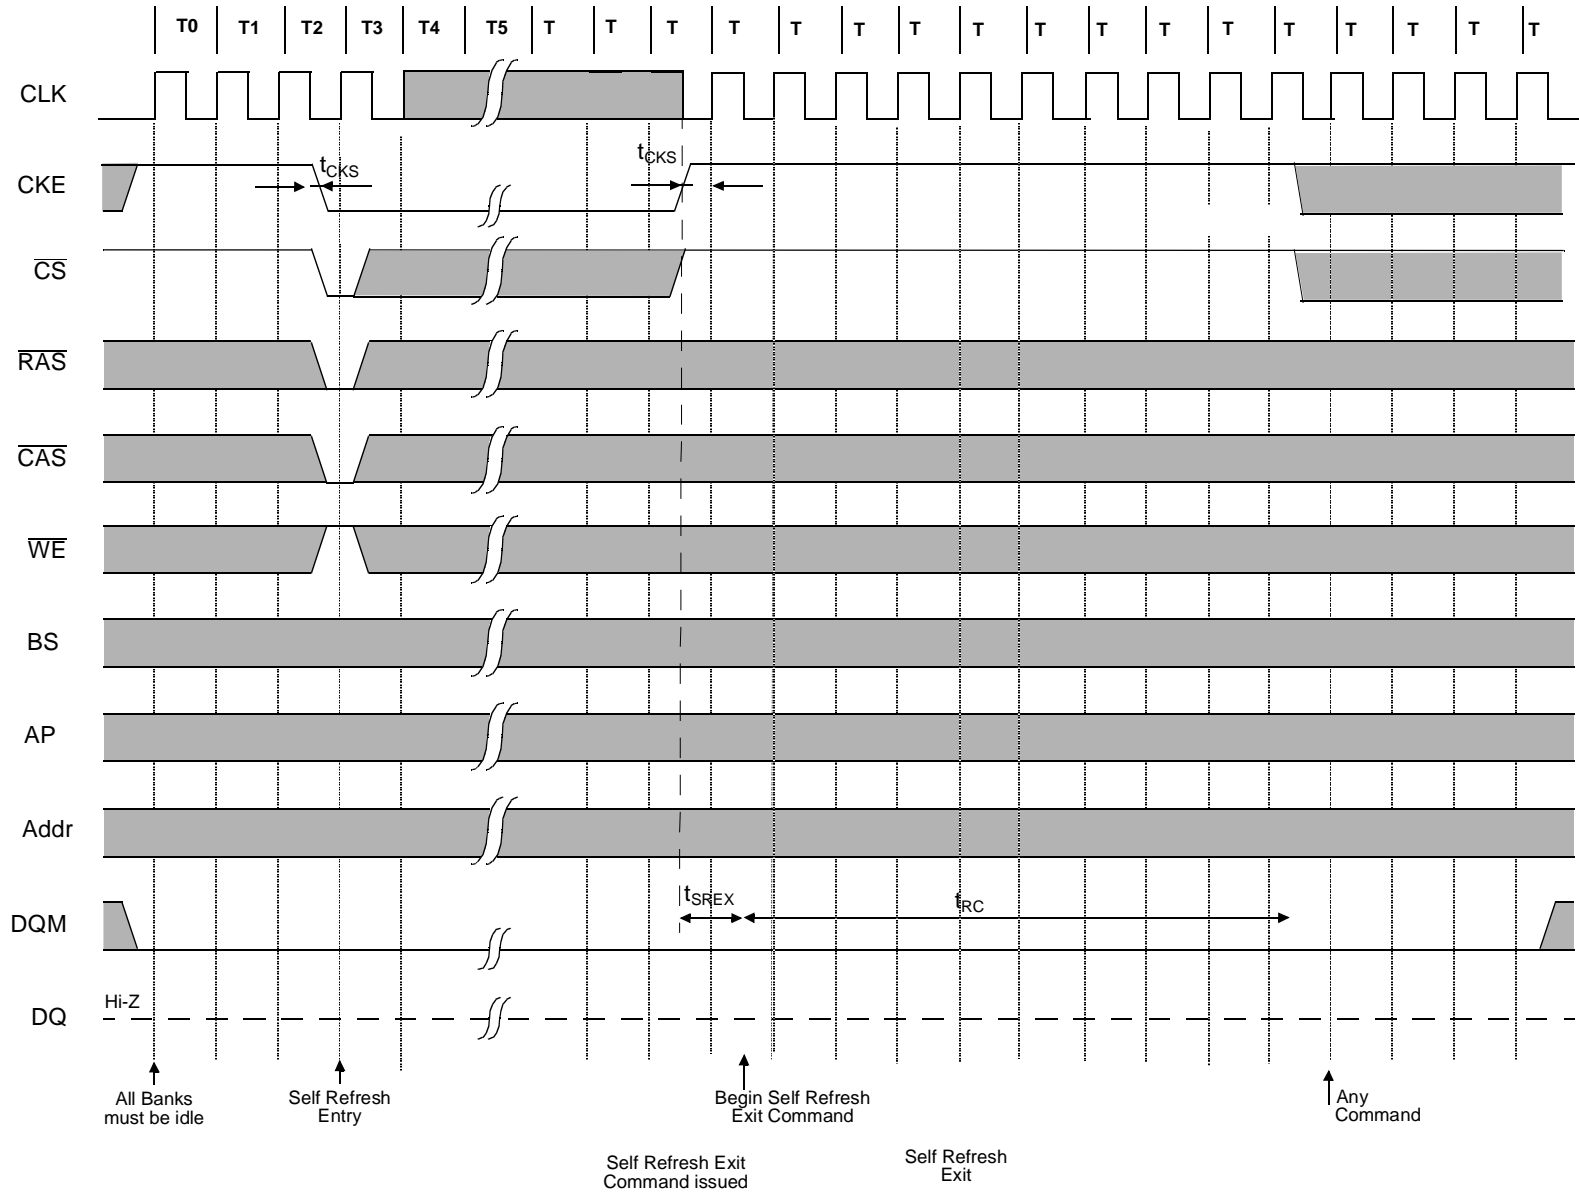 T0 T1 T2 T3 T4 T5 T T T T T T T T T T T T T T T T T
CLK
CKE
tCKS
tCKS
CS
RAS
CAS
WE
BS
AP
Addr
DQM
tSREX
tRC
DQ
Hi-Z
All Banks
must be idle
Self Refresh
Entry
Begin Self Refresh
Exit Command
Any
Command
Self Refresh Exit
Command issued
Self Refresh
Exit